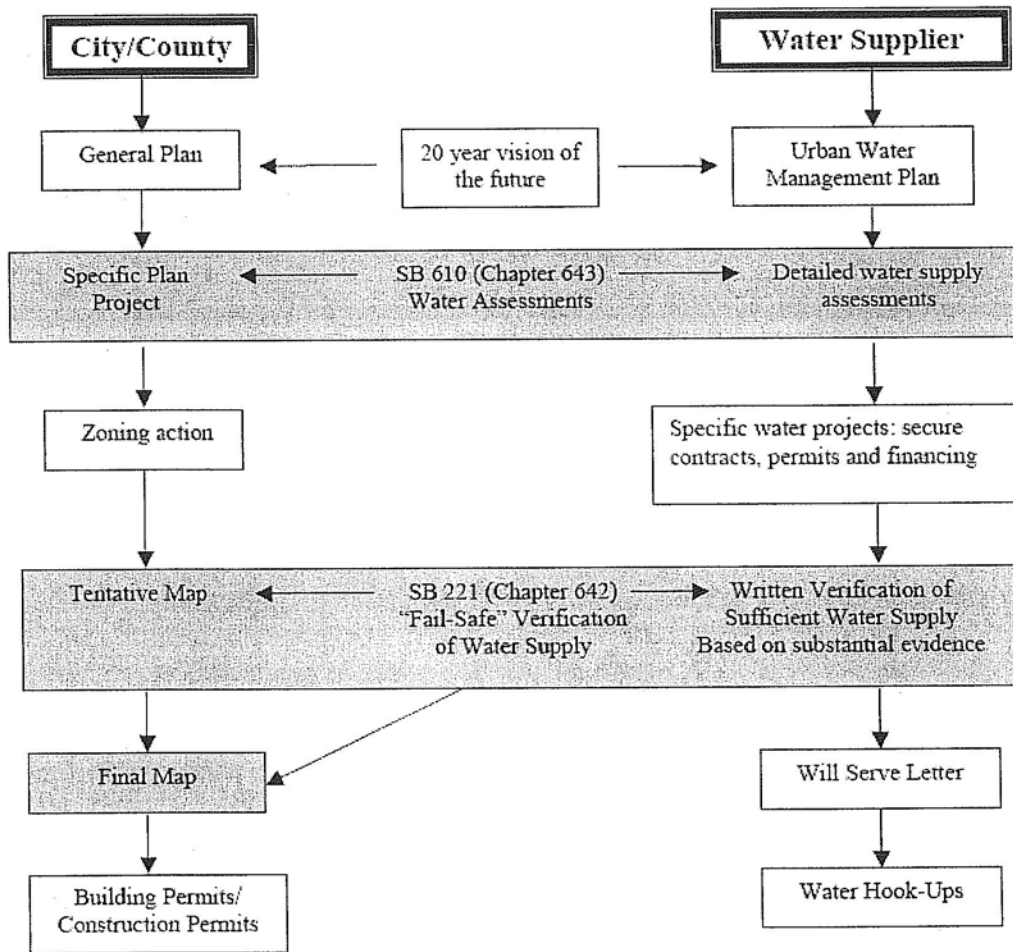 City/County
Water Supplier
General Plan
20 year vision of
the future
Urban Water
Management Plan
Specific Plan
Project
SB 610 (Chapter 643)
Water Assessments
Detailed water supply
assessments
Zoning action
Specific water projects: secure
contracts, permits and financing
Tentative Map
SB 221 (Chapter 642)
“Fail-Safe” Verification
of Water Supply
Written Verification of
Sufficient Water Supply
Based on substantial evidence
Final Map
Will Serve Letter
Building Permits/
Construction Permits
Water Hook-Ups